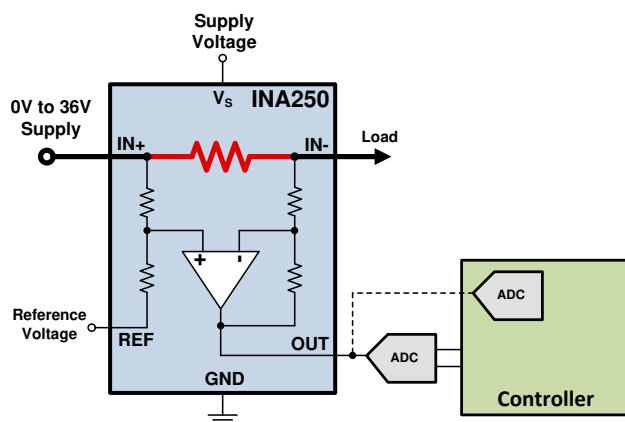 Supply
Voltage
VS
INA250
0V to 36V
Supply
IN+
IN-
Load
+
-
Reference
Voltage
REF
OUT
GND
ADC
ADC
Controller